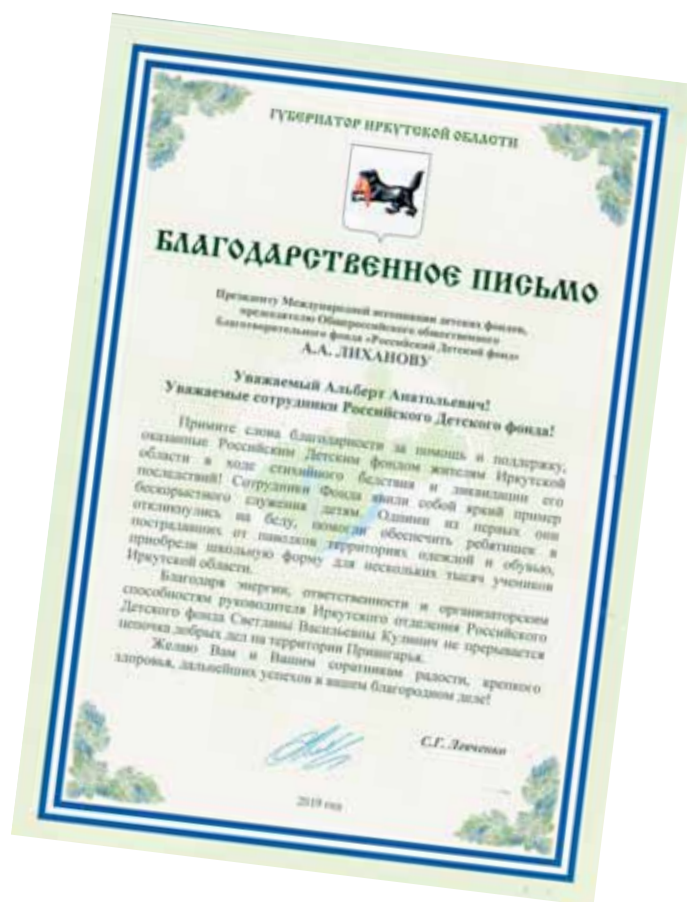 ГУБЕРНАТОР ИРКУТСКОЙ ОБЛАСТИ
БЛАГОДАРСТВЕННОЕ ПИСЬМО
Президенту Международной ассоциации детских фондов,
председателю Общероссийского общественного
благотворительного фонда «Российский Детский фонд»
А.А. ЛИХАНОВУ
Уважаемый Альберт Анатольевич!
Уважаемые сотрудники Российского Детского фонда!
Примите слова благодарности за помощь и поддержку,
оказанные Российским Детским фондом жителям Иркутской
области в ходе стихийного бедствия и ликвидации его
последствий! Сотрудники Фонда явили собой яркий пример
бескорыстного служения детям. Одними из первых они
откликнулись на беду, помогли обеспечить ребятишек в
пострадавших от паводков территориях одеждой и обувью,
приобрели школьную форму для нескольких тысяч учеников
Иркутской области.
Благодаря энергии, ответственности и организаторским
способностям руководителя Иркутского отделения Российского
Детского фонда Светланы Васильевны Кулинич не прерывается
цепочка добрых дел на территории Приангарья.
Желаю Вам и Вашим соратникам радости, крепкого
здоровья, дальнейших успехов в вашем благородном деле!
С.Г. Левченко
2019 год